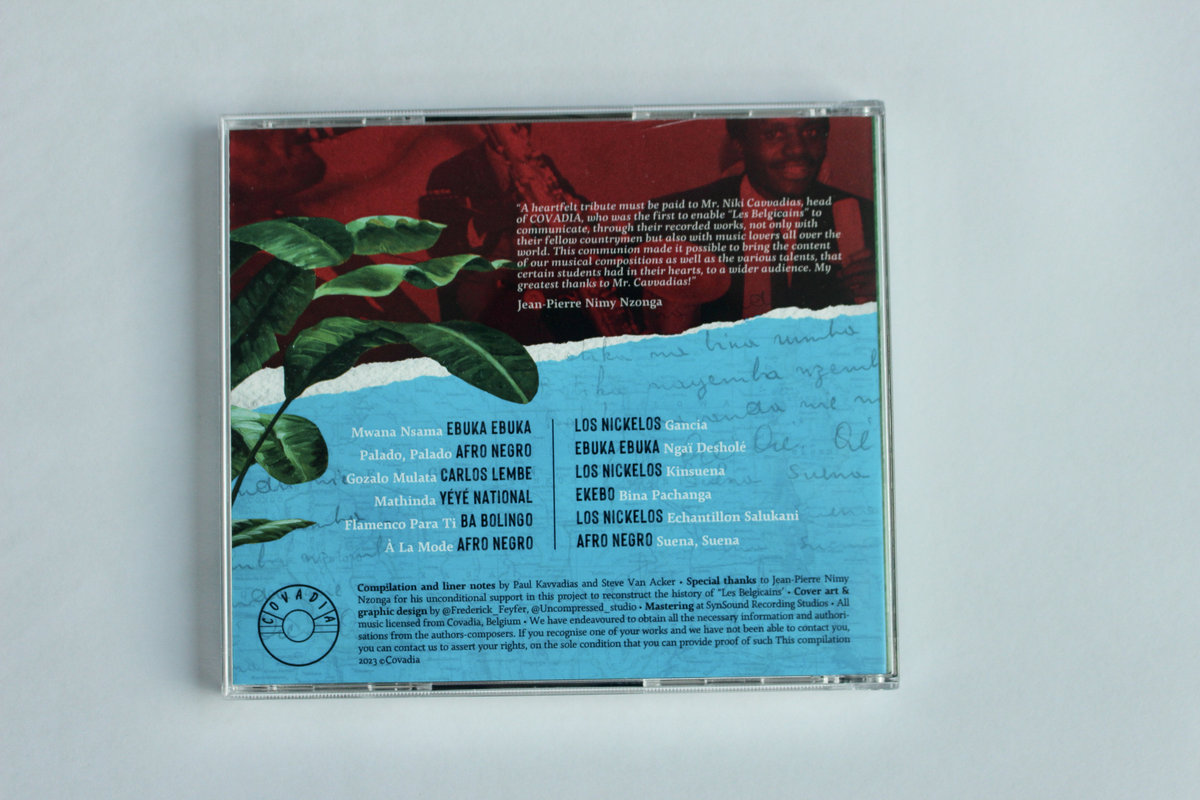 "A heartfelt tribute must be paid to Mr. Niki Cavvadias, head
of COVADIA, who was the first to enable "Les Belgicains" to
communicate, through their recorded works, not only with
their fellow countrymen but also with music lovers all over the
world. This communion made it possible to bring the content
of our musical compositions as well as the various talents, that
certain students had in their hearts, to a wider audience. My
greatest thanks to Mr. Cavvadias!"
Jean-Pierre Nimy Nzonga
na bina rumba
nayemba nzemb
Mwana Nsama EBUKA EBUKA
Palado, Palado AFRO NEGRO
Gozalo Mulata CARLOS LEMBE
Mathinda YÉYÉ NATIONAL
Flamenco Para Ti BA BOLINGO
À La Mode AFRO NEGRO
LOS NICKELOS Gancia
EBUKA EBUKA Ngaï Desholé
LOS NICKELOS Kinsuena
EKEBO Bina Pachanga
LOS NICKELOS Echantillon Salukani
AFRO NEGRO Suena, Suena
Suena
COVADIA
Compilation and liner notes by Paul Kavvadias and Steve Van Acker • Special thanks to Jean-Pierre Nimy
Nzonga for his unconditional support in this project to reconstruct the history of "Les Belgicains' • Cover art &
graphic design by @Frederick_Feyfer, @Uncompressed_studio • Mastering at SynSound Recording Studios • All
music licensed from Covadia, Belgium • We have endeavoured to obtain all the necessary information and authori-
sations from the authors-composers. If you recognise one of your works and we have not been able to contact you,
you can contact us to assert your rights, on the sole condition that you can provide proof of such This compilation
2023 ©Covadia